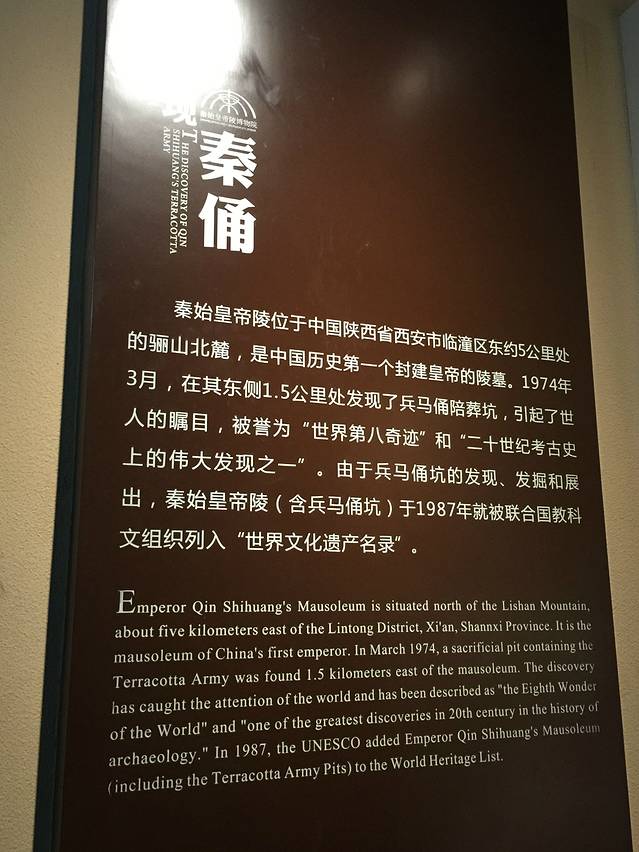 秦始皇帝陵博物院
秦俑
现
THE DISCOVERY OF QIN
SHIHUANG'S TERRACOTTA
ARMY
秦始皇帝陵位于中国陕西省西安市临潼区东约5公里处
的骊山北麓，是中国历史第一个封建皇帝的陵墓。1974年
3月，在其东侧1.5公里处发现了兵马俑陪葬坑，引起了世
人的瞩目，被誉为“世界第八奇迹”和“二十世纪考古史
上的伟大发现之一”。由于兵马俑坑的发现、发掘和展
出，秦始皇帝陵（含兵马俑坑）于1987年就被联合国教科
文组织列入“世界文化遗产名录”。
Emperor Qin Shihuang's Mausoleum is situated north of the Lishan Mountain,
about five kilometers east of the Lintong District, Xi'an, Shannxi Province. It is the
mausoleum of China's first emperor. In March 1974, a sacrificial pit containing the
Terracotta Army was found 1.5 kilometers east of the mausoleum. The discovery
has caught the attention of the world and has been described as "the Eighth Wonder
of the World" and "one of the greatest discoveries in 20th century in the history of
archaeology." In 1987, the UNESCO added Emperor Qin Shihuang's Mausoleum
(including the Terracotta Army Pits) to the World Heritage List.